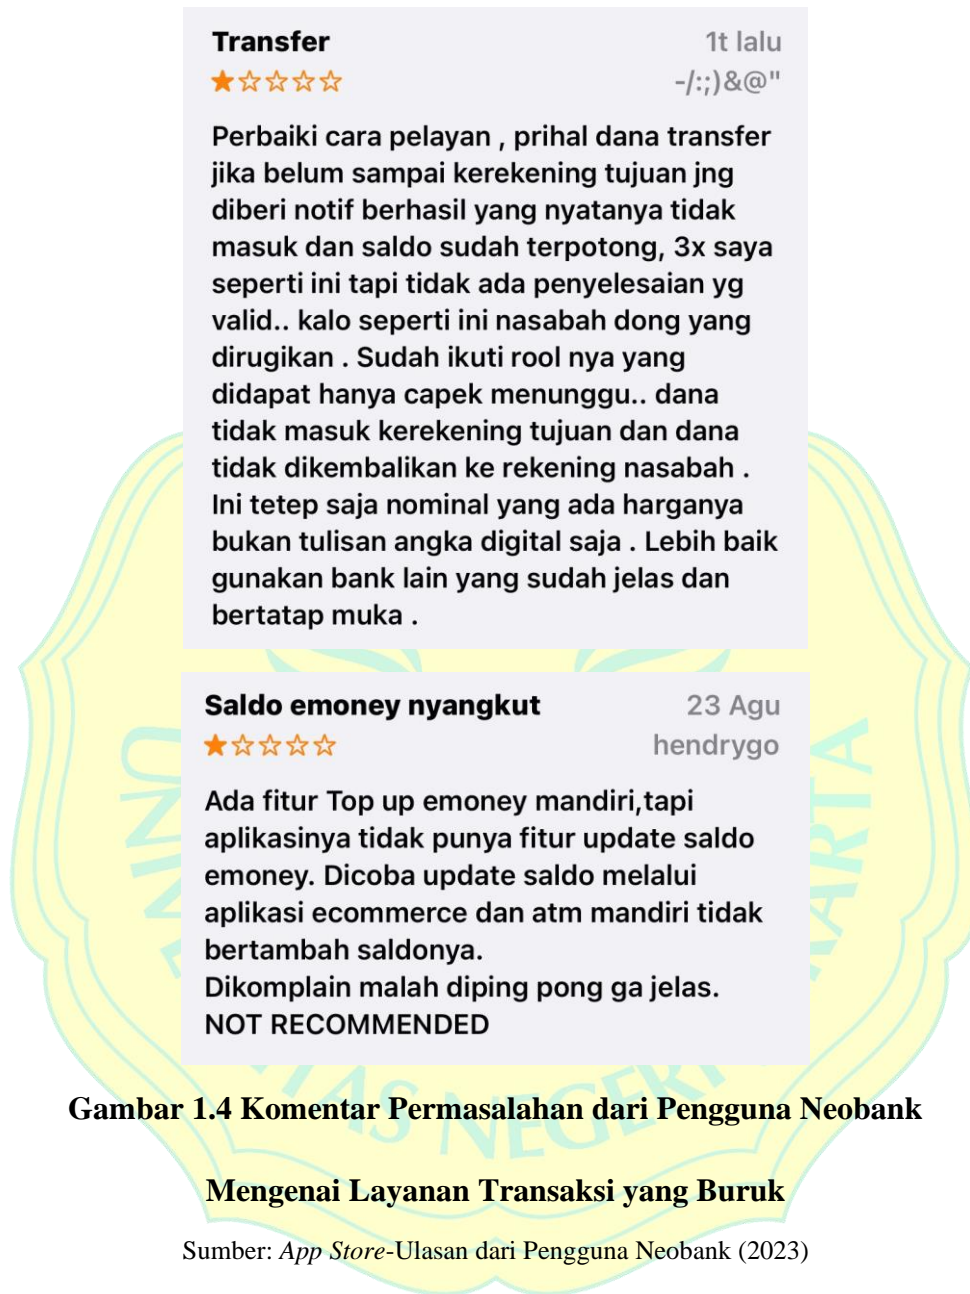 Transfer 1t lalu
-/:;)&@"
Perbaiki cara pelayan , prihal dana transfer
jika belum sampai kerekening tujuan jng
diberi notif berhasil yang nyatanya tidak
masuk dan saldo sudah terpotong, 3x saya
seperti ini tapi tidak ada penyelesaian yg
valid.. kalo seperti ini nasabah dong yang
dirugikan . Sudah ikuti rool nya yang
didapat hanya capek menunggu.. dana
tidak masuk kerekening tujuan dan dana
tidak dikembalikan ke rekening nasabah .
Ini tetep saja nominal yang ada harganya
bukan tulisan angka digital saja . Lebih baik
gunakan bank lain yang sudah jelas dan
bertatap muka .
Saldo emoney nyangkut 23 Agu
hendrygo
Ada fitur Top up emoney mandiri,tapi
aplikasinya tidak punya fitur update saldo
emoney. Dicoba update saldo melalui
aplikasi ecommerce dan atm mandiri tidak
bertambah saldonya.
Dikomplain malah diping pong ga jelas.
NOT RECOMMENDED
Gambar 1.4 Komentar Permasalahan dari Pengguna Neobank
Mengenai Layanan Transaksi yang Buruk
Sumber: App Store-Ulasan dari Pengguna Neobank (2023)